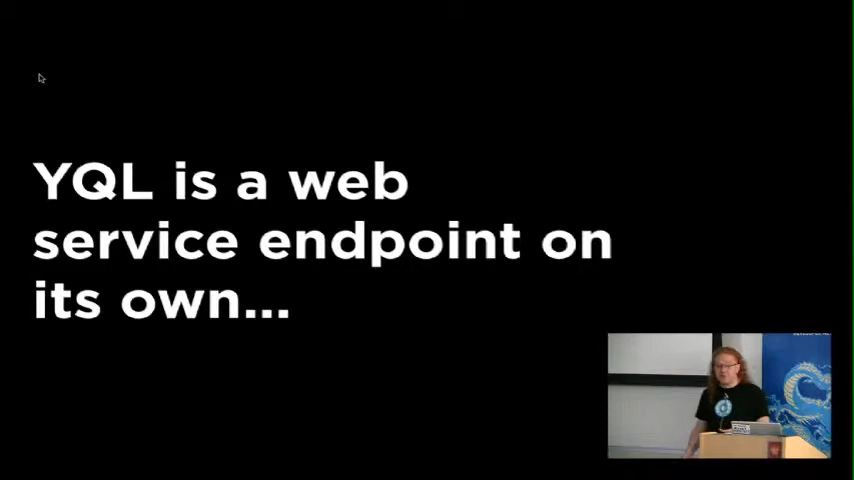 YQL is a web
service endpoint on
its own...